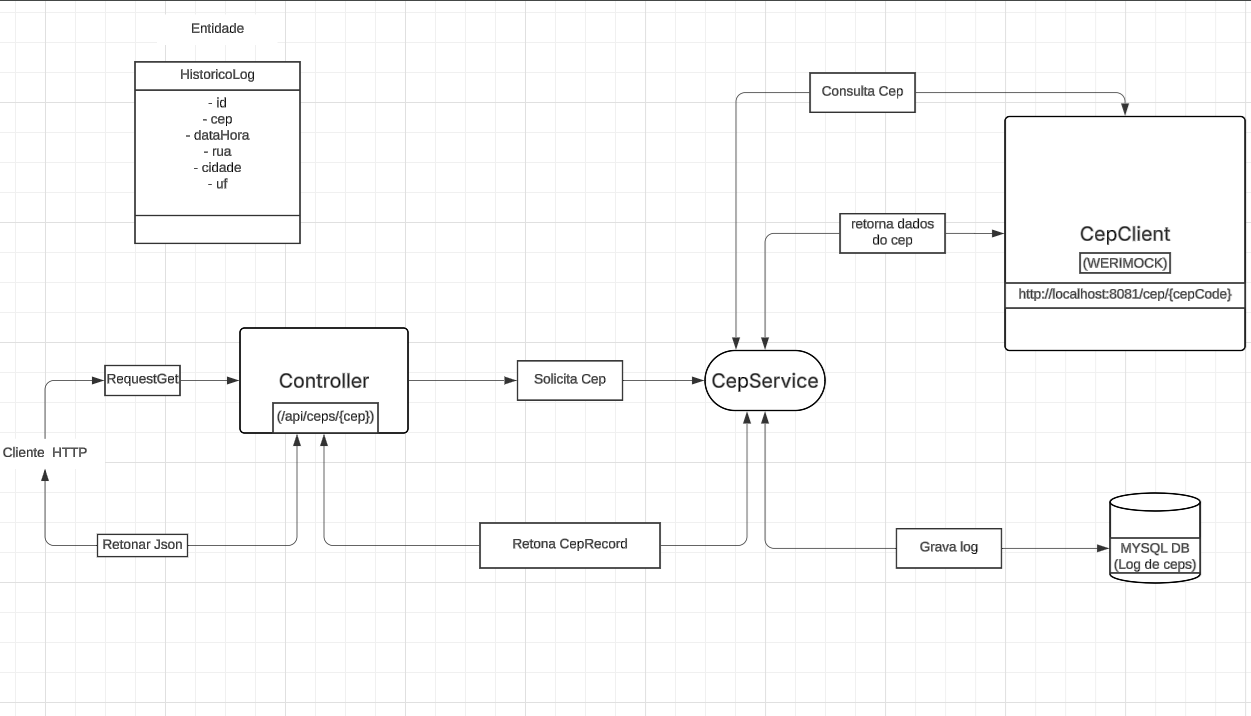 Entidade
HistoricoLog
- id
- cep
- dataHora
- rua
- cidade
- uf
Consulta Cep
retorna dados
do cep
CepClient
(WERIMOCK)
http://localhost:8081/cep/{cepCode}
RequestGet
Controller
(/api/ceps/{cep})
Solicita Cep
CepService
Cliente HTTP
Retonar Json
Retona CepRecord
Grava log
MYSQL DB
(Log de ceps)